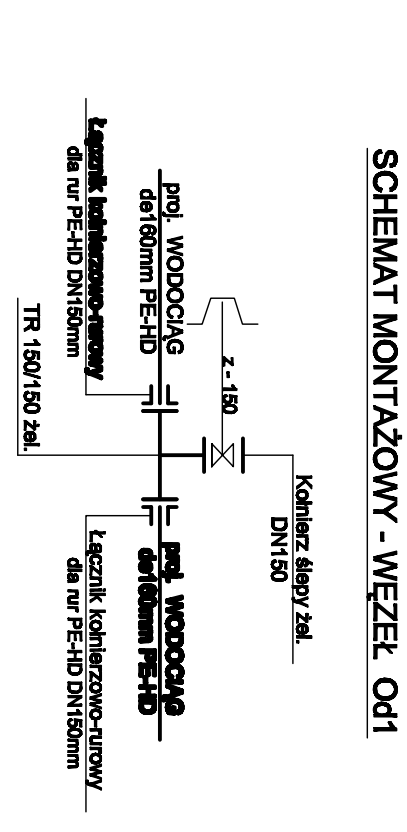 SCHEMAT MONTAŻOWY - WĘZEŁ Od1
Kołnierz ślepy żel.
DN150
z - 150
proj. WODOCIĄG
de160mm PE-HD
proj. WODOCIĄG
de160mm PE-HD
Łącznik kołnierzowo-rurowy
dla rur PE-HD DN150mm
Łącznik kołnierzowo-rurowy
dla rur PE-HD DN150mm
TR 150/150 żel.